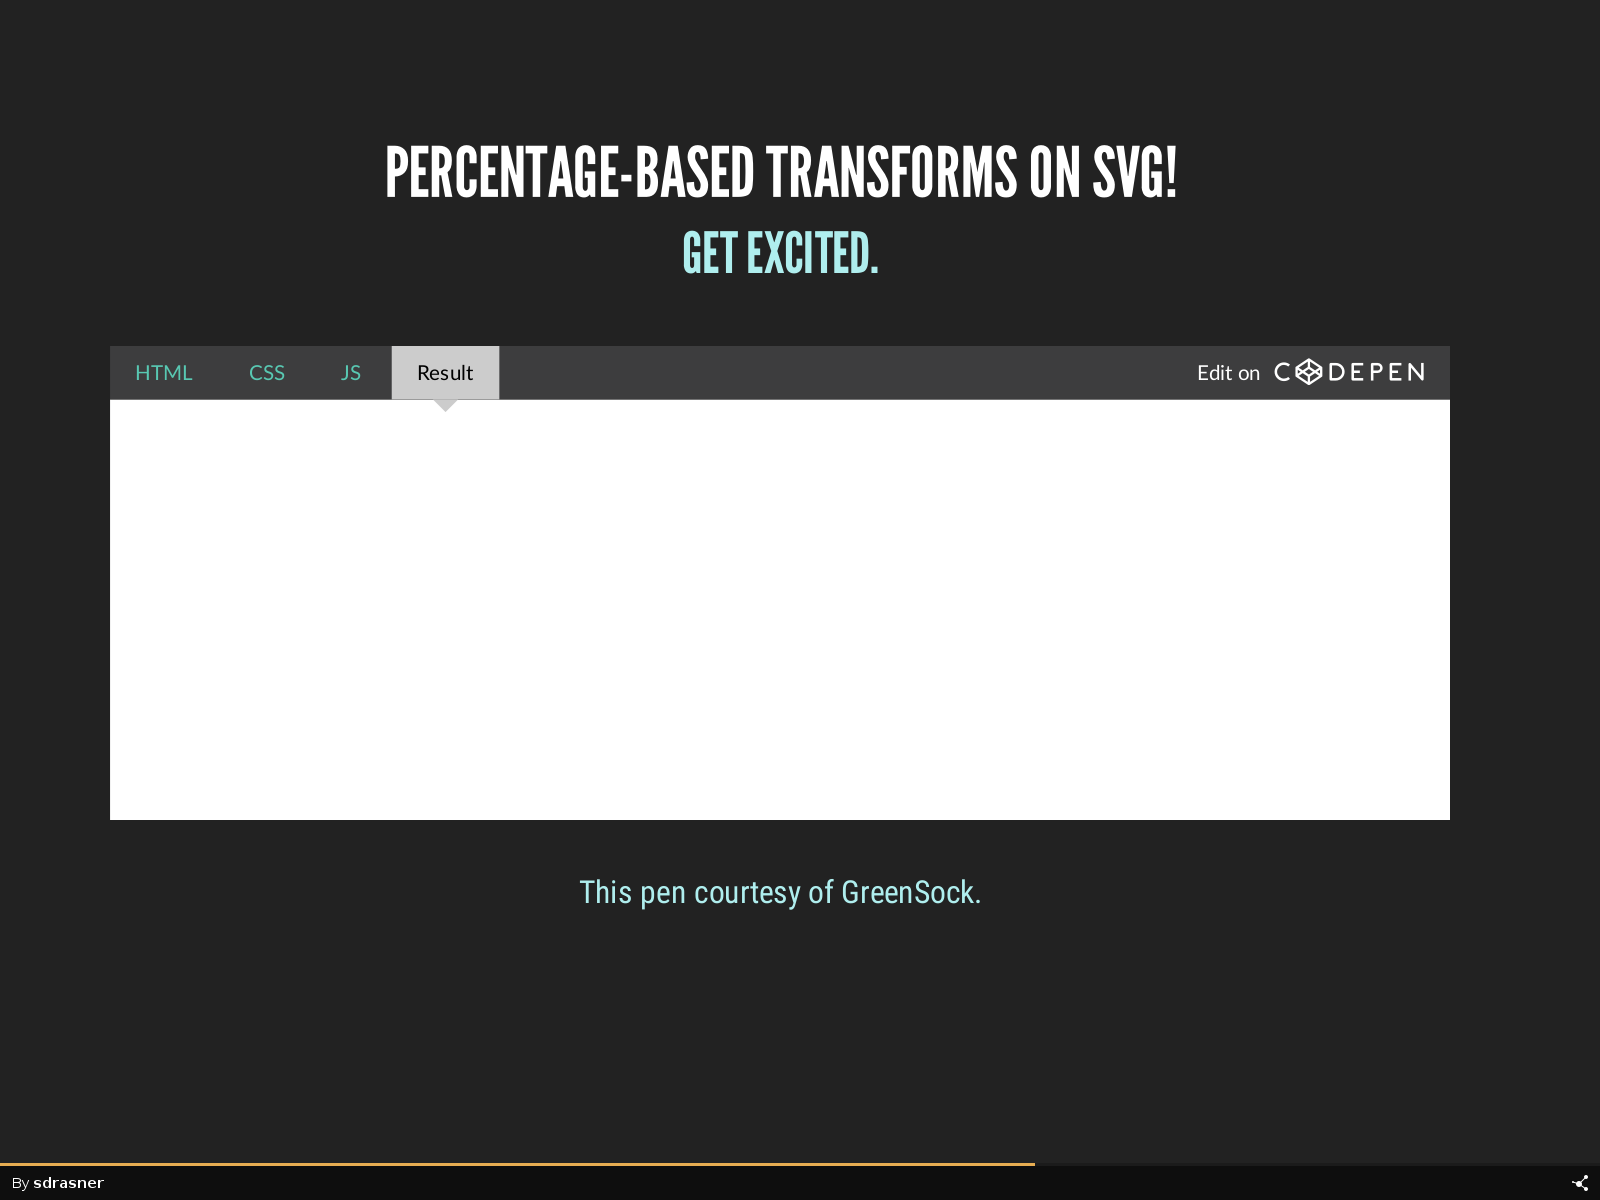 PERCENTAGE-BASED TRANSFORMS ON SVG!
GET EXCITED.
HTML CSS JS Result Edit on CODEPEN
This pen courtesy of GreenSock.
By sdrasner